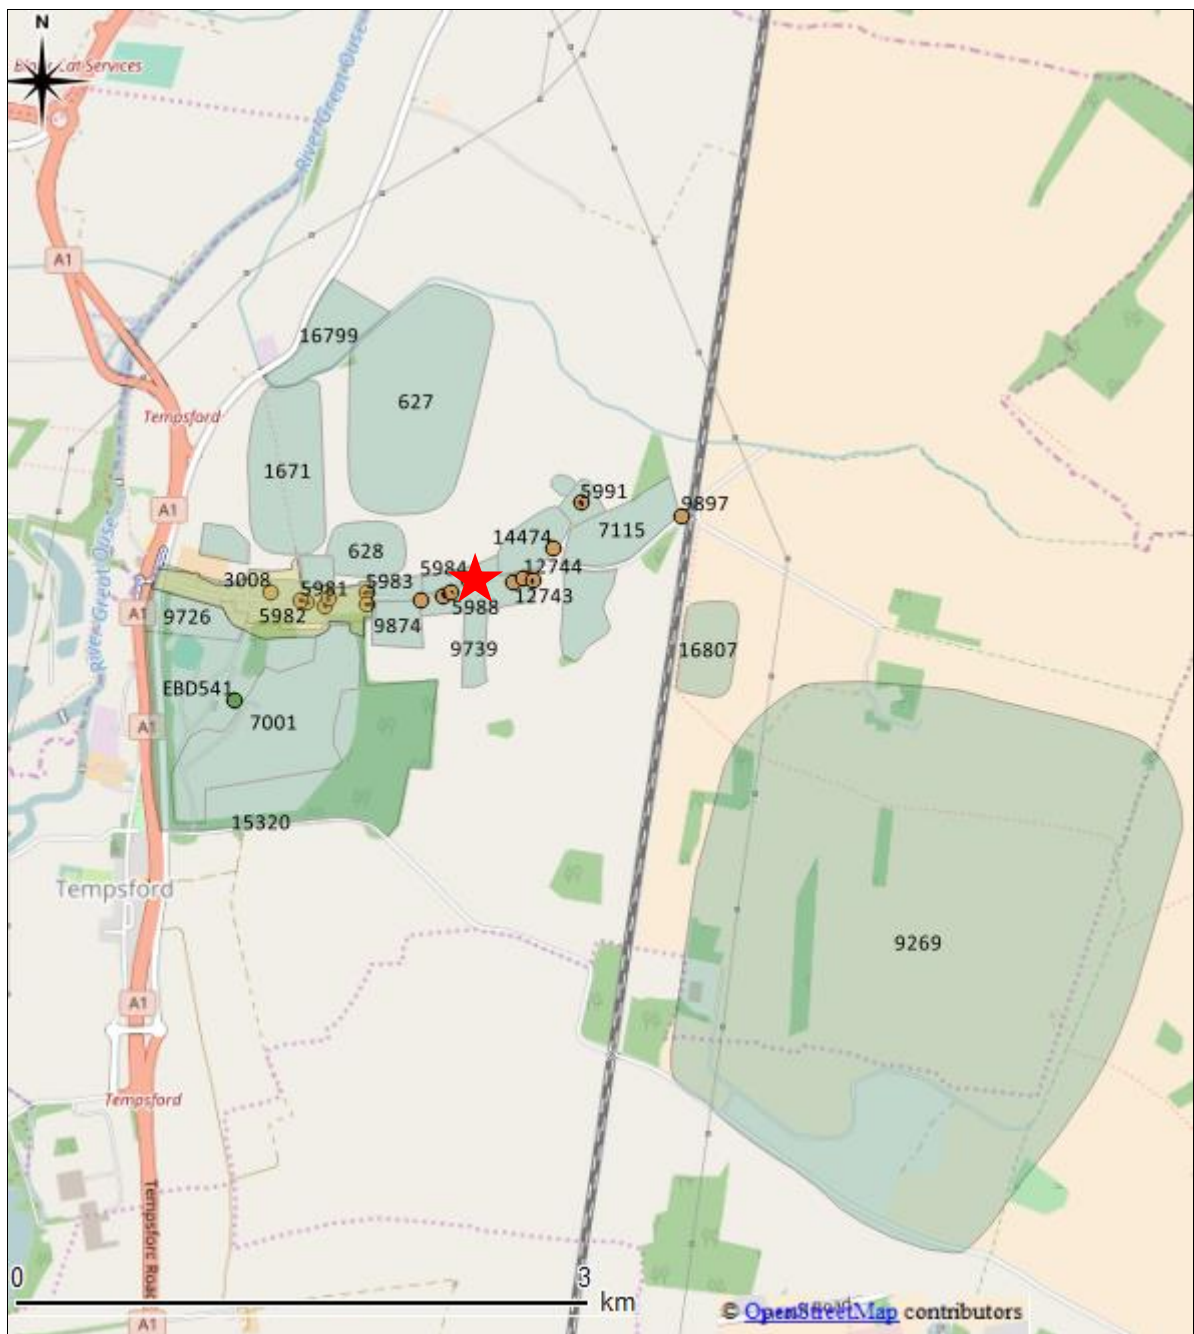 N
Black Cat Services
River Great Ouse
A1
16799
627
Tempsford
1671
A1
5991
9897
14474
7115
628
River Great Ouse
3008
5981
5983
5984
12744
A1
9726
5982
9874
5988
12743
9739
16807
EBD541
7001
A1
15320
Tempsford
9269
A1
Tempsford
Tempsford Road
0
3
km
A1
© OpenStreetMap contributors